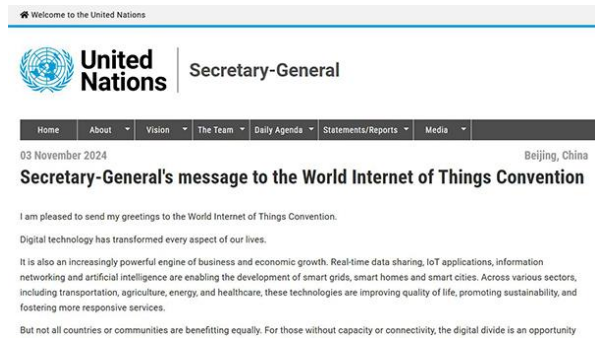 Welcome to the United Nations
United
Nations
Secretary-General
Home About Vision The Team Daily Agenda Statements/Reports Media
03 November 2024 Beijing, China
Secretary-General's message to the World Internet of Things Convention
I am pleased to send my greetings to the World Internet of Things Convention.
Digital technology has transformed every aspect of our lives.
It is also an increasingly powerful engine of business and economic growth. Real-time data sharing, IoT applications, information
networking and artificial intelligence are enabling the development of smart grids, smart homes and smart cities. Across various sectors,
including transportation, agriculture, energy, and healthcare, these technologies are improving quality of life, promoting sustainability, and
fostering more responsive services.
But not all countries or communities are benefitting equally. For those without capacity or connectivity, the digital divide is an opportunity